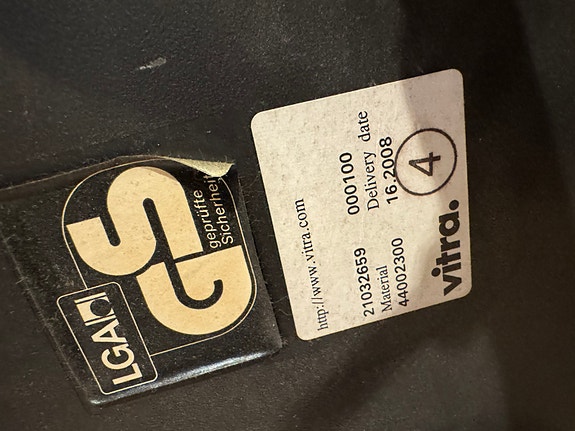 http://www.vitra.com
21032659 000100
Material Delivery date
44002300 16.2008
vitra. 4
LGA
GS
geprüfte
Sicherheit